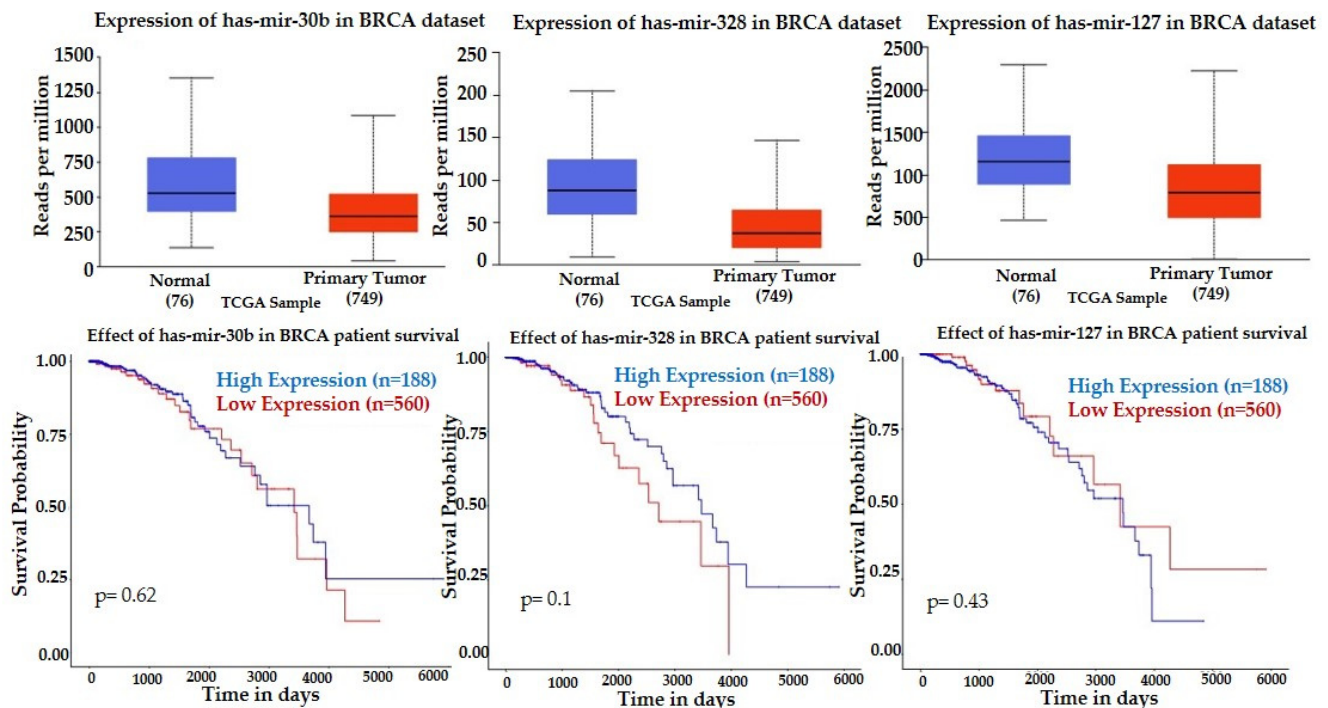 Expression of has-mir-30b in BRCA dataset
Reads per million
1500
1250
1000
750
500
250
0
Normal
(76)
TCGA Sample
Primary Tumor
(749)
Expression of has-mir-328 in BRCA dataset
Reads per million
250
200
150
100
50
0
Normal
(76)
TCGA Sample
Primary Tumor
(749)
Expression of has-mir-127 in BRCA dataset
Reads per million
2500
2000
1500
1000
500
0
Normal
(76)
TCGA Sample
Primary Tumor
(749)
Effect of has-mir-30b in BRCA patient survival
Survival Probability
1.00
0.75
0.50
0.25
0.00
High Expression (n=188)
Low Expression (n=560)
p= 0.62
0 1000 2000 3000 4000 5000 6000
Time in days
Effect of has-mir-328 in BRCA patient survival
Survival Probability
1.00
0.75
0.50
0.25
0.00
High Expression (n=188)
Low Expression (n=560)
p= 0.1
0 1000 2000 3000 4000 5000 6000
Time in days
Effect of has-mir-127 in BRCA patient survival
Survival Probability
1.00
0.75
0.50
0.25
0.00
High Expression (n=188)
Low Expression (n=560)
p= 0.43
0 1000 2000 3000 4000 5000 6000
Time in days